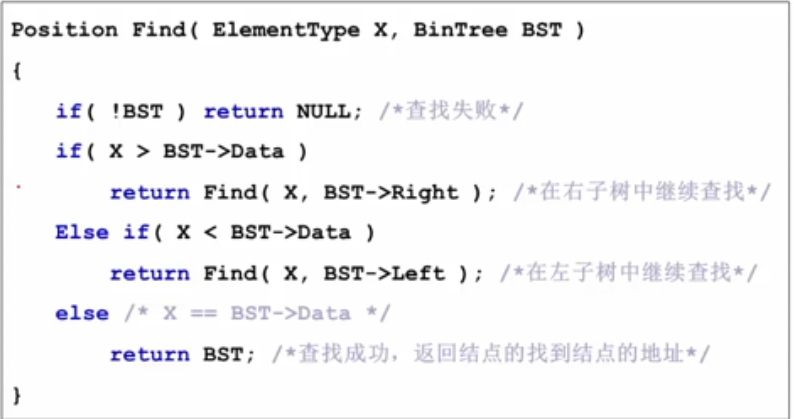 Position Find( ElementType X, BinTree BST )
{
if( !BST ) return NULL; /*查找失败*/
if( X > BST->Data )
return Find( X, BST->Right ); /*在右子树中继续查找*/
Else if( X < BST->Data )
return Find( X, BST->Left ); /*在左子树中继续查找*/
else /* X == BST->Data */
return BST; /*查找成功，返回结点的找到结点的地址*/
}